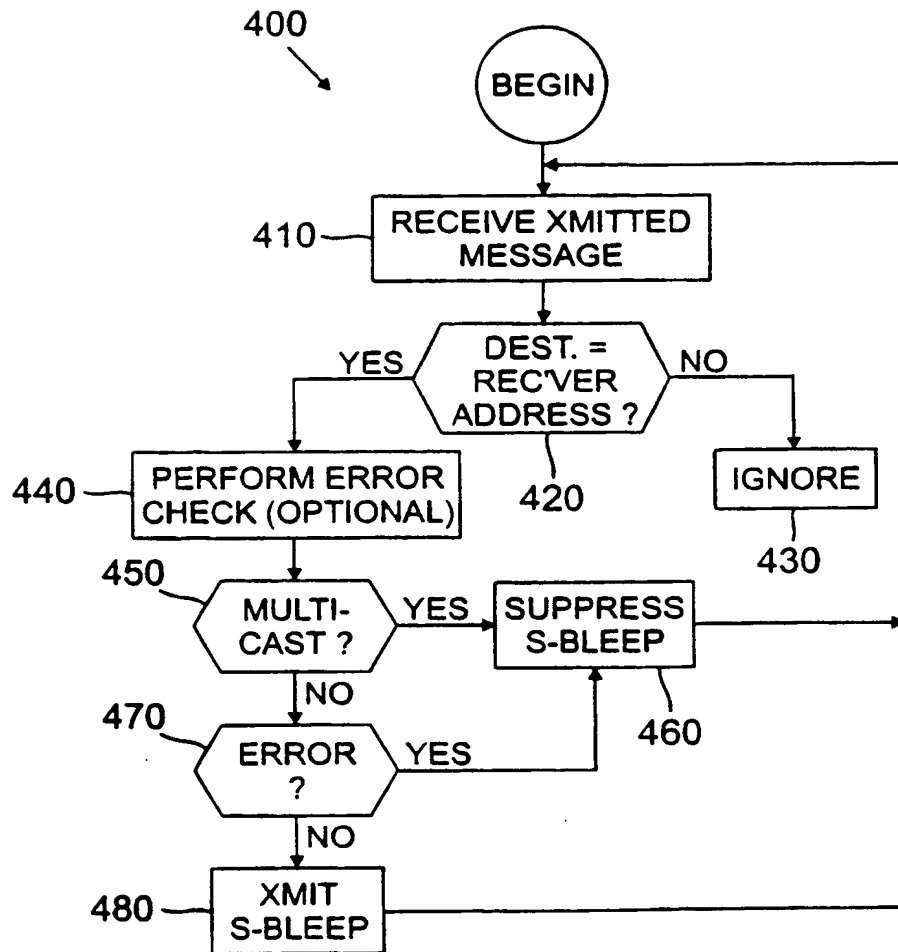 400
BEGIN
410
RECEIVE XMITTED
MESSAGE
YES
DEST. =
REC'VER
ADDRESS ?
NO
420
440
PERFORM ERROR
CHECK (OPTIONAL)
IGNORE
430
450
MULTI-
CAST ?
YES
SUPPRESS
S-BLEEP
460
NO
470
ERROR
?
YES
NO
480
XMIT
S-BLEEP